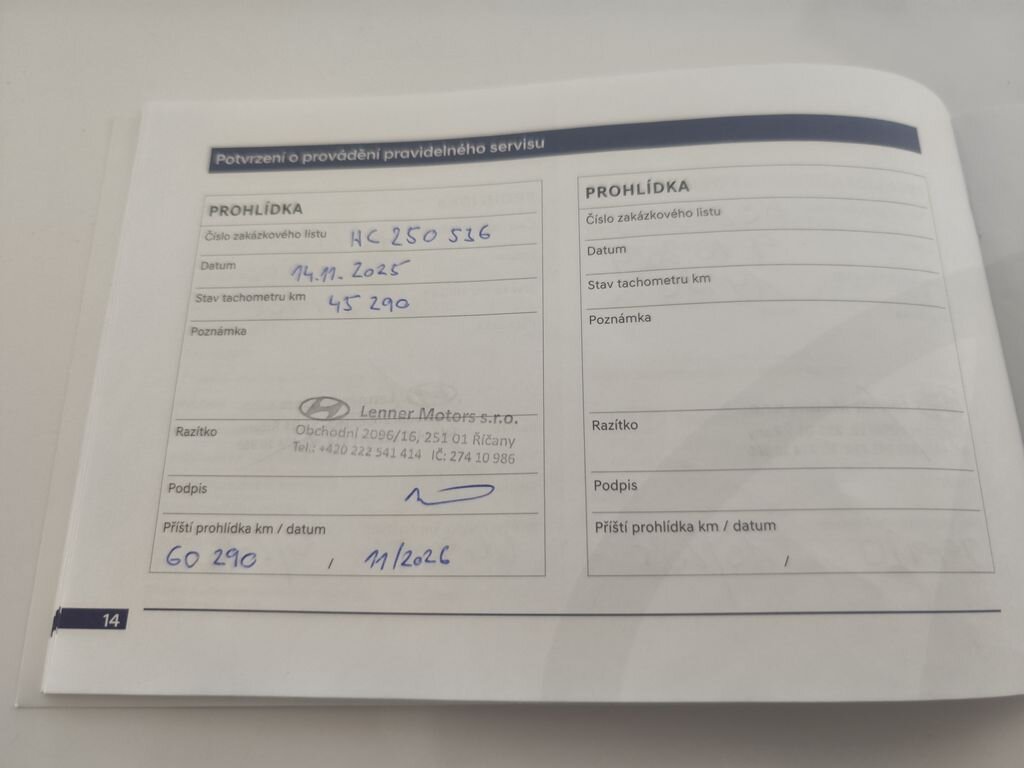 Potvrzení o provádění pravidelného servisu
PROHLÍDKA
Číslo zakázkového listu HC 250 536
Datum 14.11.2025
Stav tachometru km 45 290
Poznámka
Lenner Motors s.r.o.
Razítko
Obchodní 2096/16, 251 01 Říčany
Tel.: +420 222 541 414 IČ: 274 10 986
Podpis
Příští prohlídka km / datum
60 290 / 11/2026
PROHLÍDKA
Číslo zakázkového listu
Datum
Stav tachometru km
Poznámka
Razítko
Podpis
Příští prohlídka km / datum
/
14